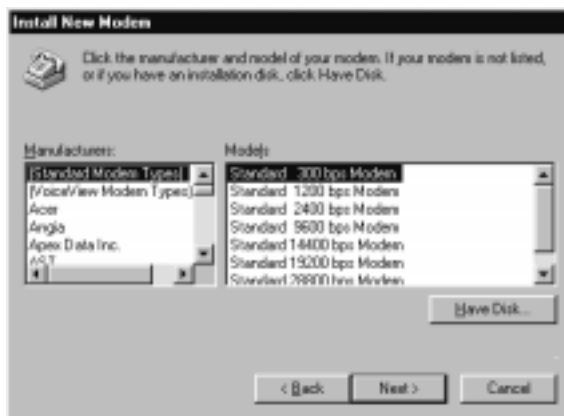 Install New Modem
Click the manufacturer and model of your modem. If your modem is not listed,
or if you have an installation disk, click Have Disk.
Manufacturers:
Models
(Standard Modem Types)
(VoiceView Modem Types)
Acer
Angia
Apex Data Inc.
AST
Standard 300 bps Modem
Standard 1200 bps Modem
Standard 2400 bps Modem
Standard 9600 bps Modem
Standard 14400 bps Modem
Standard 19200 bps Modem
Standard 28800 bps Modem
Have Disk...
< Back
Next >
Cancel